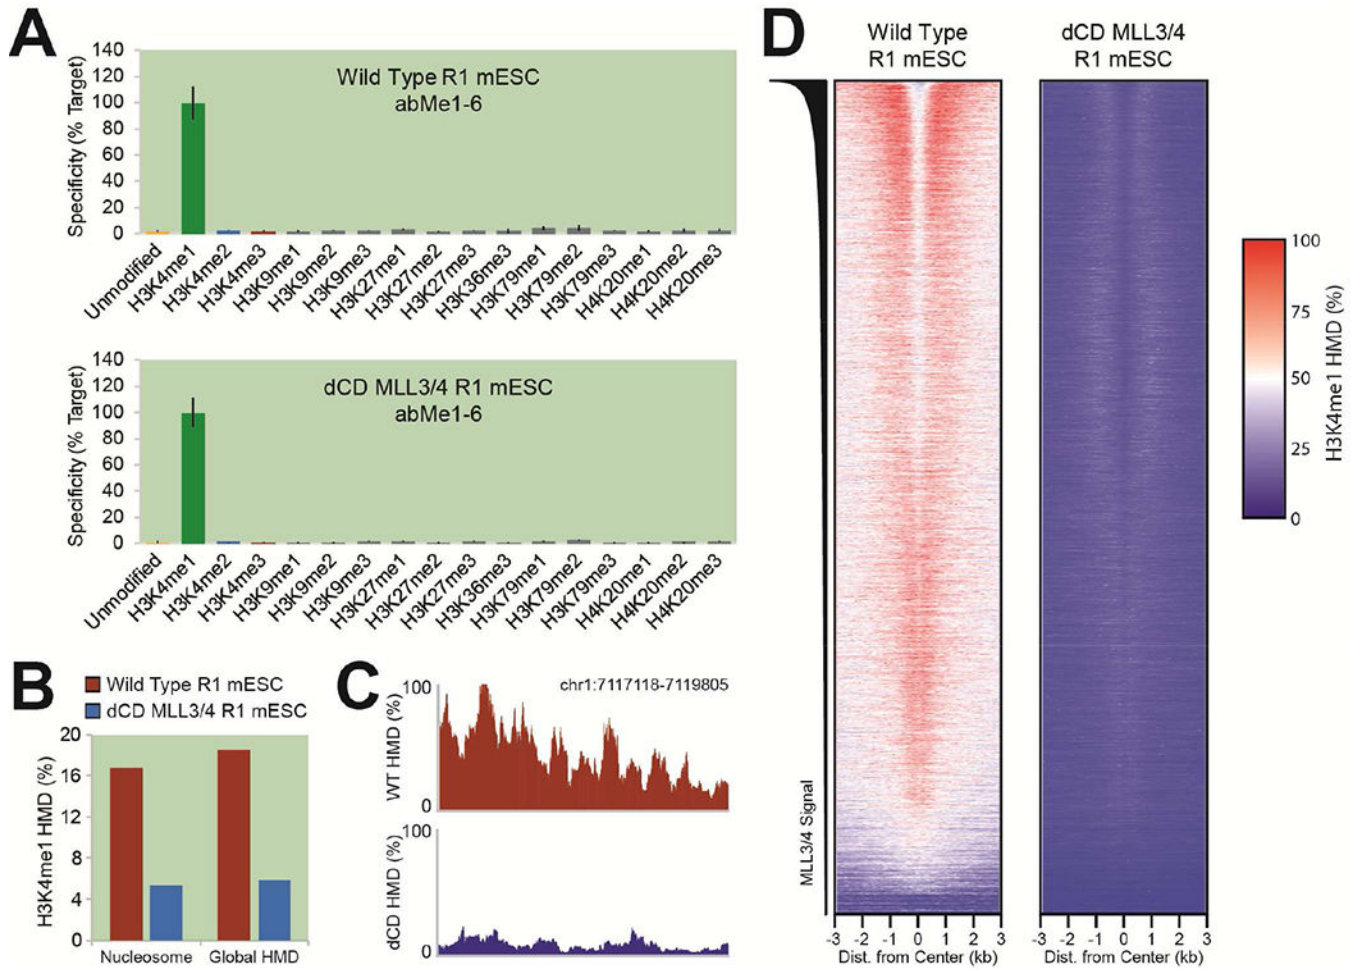 A
Specificity (% Target)
140
120
100
80
60
40
20
0
Wild Type R1 mESC
abMe1-6
Unmodified
H3K4me1
H3K4me2
H3K4me3
H3K9me1
H3K9me2
H3K9me3
H3K27me1
H3K27me2
H3K27me3
H3K36me3
H3K79me1
H3K79me2
H3K79me3
H4K20me1
H4K20me2
H4K20me3
Specificity (% Target)
140
120
100
80
60
40
20
0
dCD MLL3/4 R1 mESC
abMe1-6
Unmodified
H3K4me1
H3K4me2
H3K4me3
H3K9me1
H3K9me2
H3K9me3
H3K27me1
H3K27me2
H3K27me3
H3K36me3
H3K79me1
H3K79me2
H3K79me3
H4K20me1
H4K20me2
H4K20me3
B
Wild Type R1 mESC
dCD MLL3/4 R1 mESC
H3K4me1 HMD (%)
20
16
12
8
4
0
Nucleosome Global HMD
C
chr1:7117118-7119805
WT HMD (%)
100
0
dCD HMD (%)
100
0
D
Wild Type
R1 mESC
dCD MLL3/4
R1 mESC
MLL3/4 Signal
-3 -2 -1 0 1 2 3
Dist. from Center (kb)
-3 -2 -1 0 1 2 3
Dist. from Center (kb)
100
75
50
25
0
H3K4me1 HMD (%)